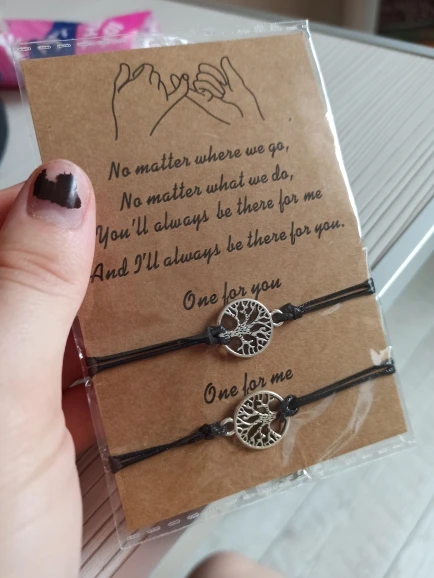 No matter where we go,
No matter what we do,
You'll always be there for me
And I'll always be there for you.
One for you
One for me